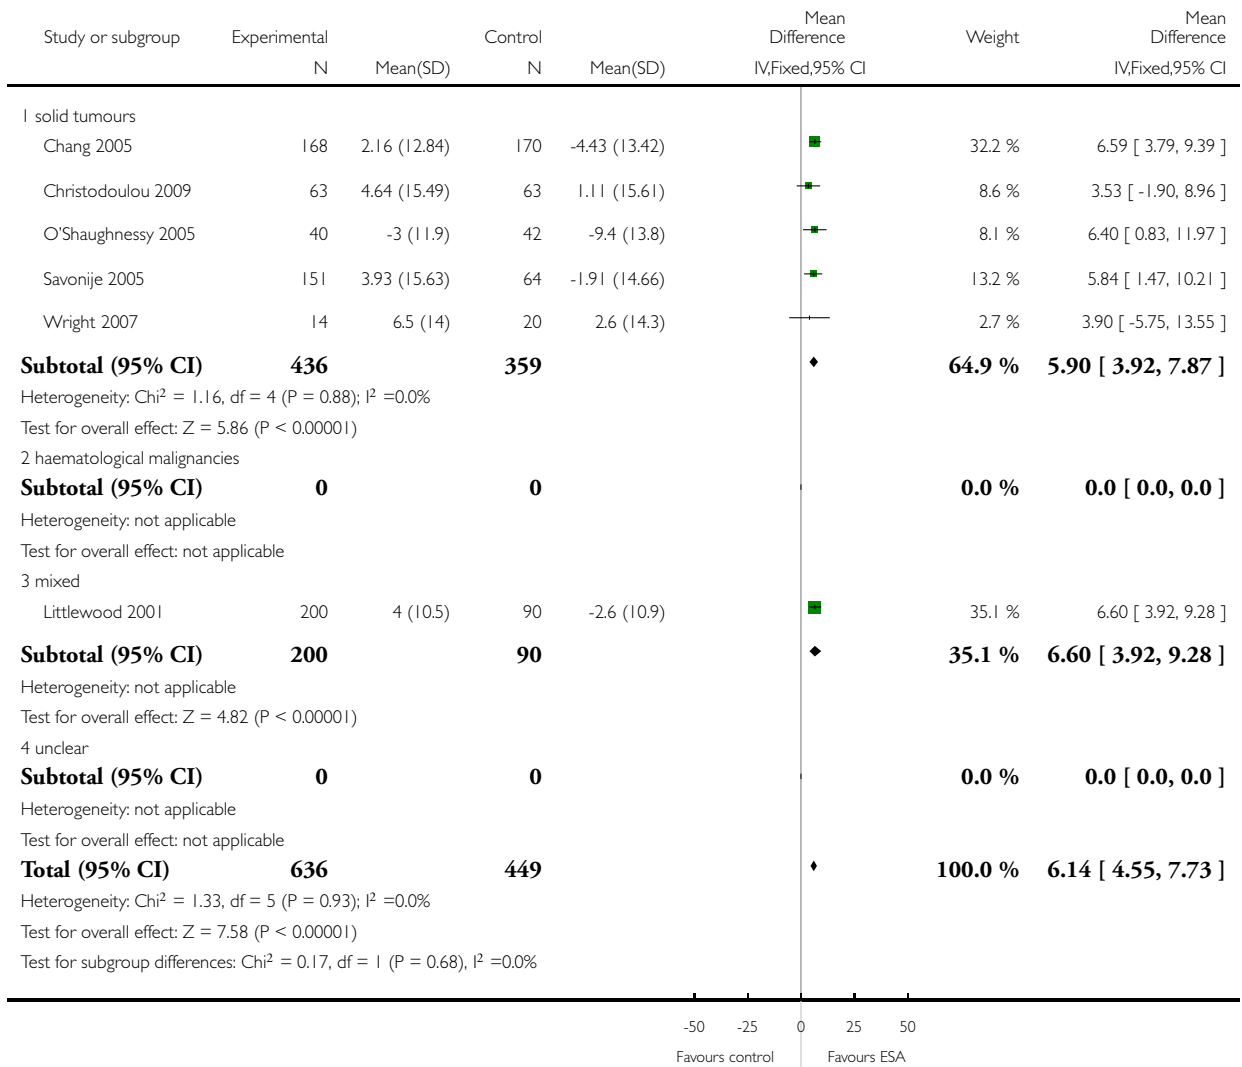 Study or subgroup Experimental Control Mean Difference Weight Mean Difference
N Mean(SD) N Mean(SD) IV,Fixed,95% CI IV,Fixed,95% CI
1 solid tumours
Chang 2005 168 2.16 (12.84) 170 -4.43 (13.42) 32.2 % 6.59 [ 3.79, 9.39 ]
Christodoulou 2009 63 4.64 (15.49) 63 1.11 (15.61) 8.6 % 3.53 [ -1.90, 8.96 ]
O'Shaughnessy 2005 40 -3 (11.9) 42 -9.4 (13.8) 8.1 % 6.40 [ 0.83, 11.97 ]
Savonije 2005 151 3.93 (15.63) 64 -1.91 (14.66) 13.2 % 5.84 [ 1.47, 10.21 ]
Wright 2007 14 6.5 (14) 20 2.6 (14.3) 2.7 % 3.90 [ -5.75, 13.55 ]
Subtotal (95% CI) 436 359 64.9 % 5.90 [ 3.92, 7.87 ]
Heterogeneity: Chi² = 1.16, df = 4 (P = 0.88); I² =0.0%
Test for overall effect: Z = 5.86 (P < 0.00001)
2 haematological malignancies
Subtotal (95% CI) 0 0 0.0 % 0.0 [ 0.0, 0.0 ]
Heterogeneity: not applicable
Test for overall effect: not applicable
3 mixed
Littlewood 2001 200 4 (10.5) 90 -2.6 (10.9) 35.1 % 6.60 [ 3.92, 9.28 ]
Subtotal (95% CI) 200 90 35.1 % 6.60 [ 3.92, 9.28 ]
Heterogeneity: not applicable
Test for overall effect: Z = 4.82 (P < 0.00001)
4 unclear
Subtotal (95% CI) 0 0 0.0 % 0.0 [ 0.0, 0.0 ]
Heterogeneity: not applicable
Test for overall effect: not applicable
Total (95% CI) 636 449 100.0 % 6.14 [ 4.55, 7.73 ]
Heterogeneity: Chi² = 1.33, df = 5 (P = 0.93); I² =0.0%
Test for overall effect: Z = 7.58 (P < 0.00001)
Test for subgroup differences: Chi² = 0.17, df = 1 (P = 0.68), I² =0.0%
-50 -25 0 25 50
Favours control Favours ESA